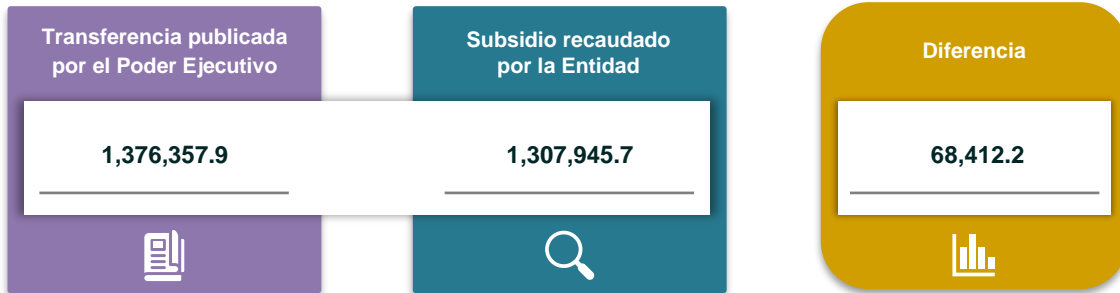 Transferencia publicada
por el Poder Ejecutivo
1,376,357.9
Subsidio recaudado
por la Entidad
1,307,945.7
Diferencia
68,412.2